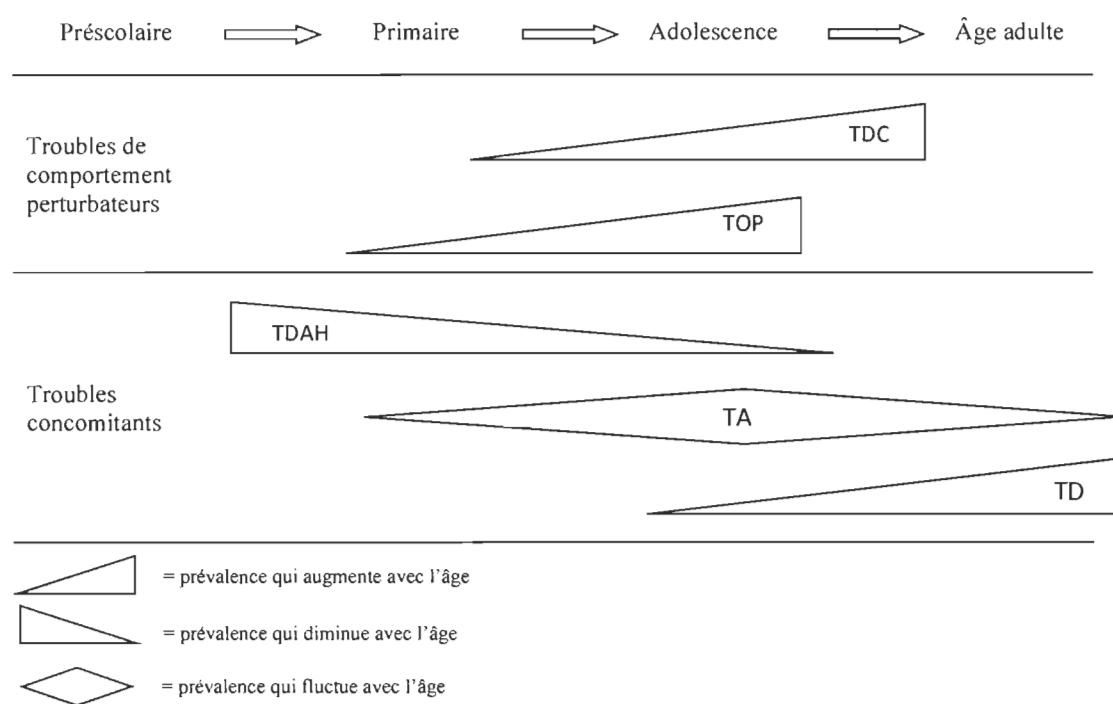 Préscolaire Primaire Adolescence Âge adulte
Troubles de
comportement
perturbateurs
TDC
TOP
Troubles
concomitants
TDAH
TA
TD
= prévalence qui augmente avec l'âge
= prévalence qui diminue avec l'âge
= prévalence qui fluctue avec l'âge